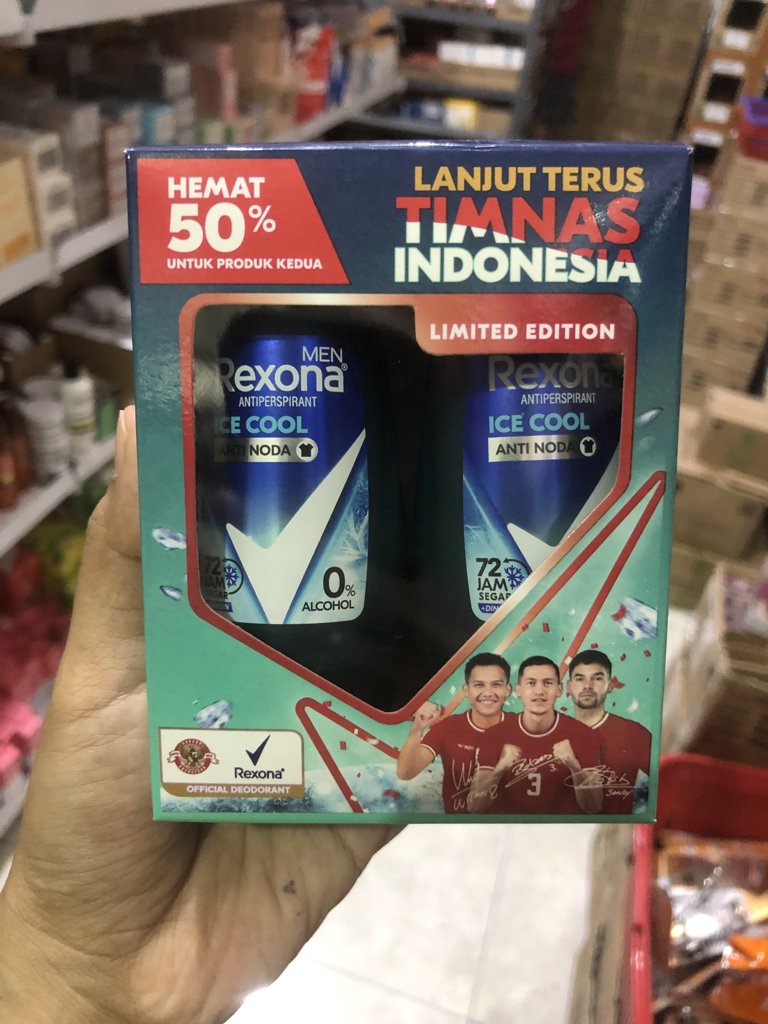 HEMAT
50%
UNTUK PRODUK KEDUA
LANJUT TERUS
TIMNAS
INDONESIA
LIMITED EDITION
MEN
Rexona
ANTIPERSPIRANT
ICE COOL
ANTI NODA
72
JAM
SEGAR
0%
ALCOHOL
Rexona
ANTIPERSPIRANT
ICE COOL
ANTI NODA
72
JAM
SEGAR
Rexona
OFFICIAL DEODORANT
3